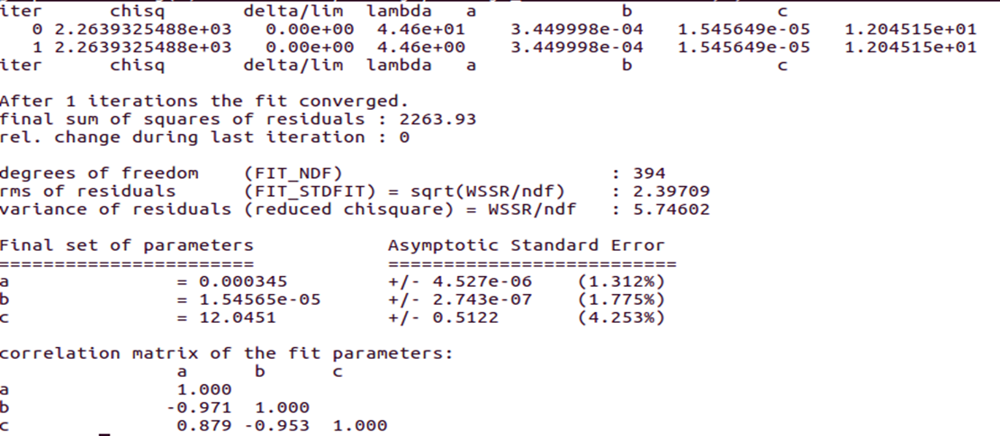 iter chisq delta/lim lambda a b c
0 2.2639325488e+03 0.00e+00 4.46e+01 3.449998e-04 1.545649e-05 1.204515e+01
1 2.2639325488e+03 0.00e+00 4.46e+00 3.449998e-04 1.545649e-05 1.204515e+01
iter chisq delta/lim lambda a b c
After 1 iterations the fit converged.
final sum of squares of residuals : 2263.93
rel. change during last iteration : 0
degrees of freedom (FIT_NDF) : 394
rms of residuals (FIT_STDFIT) = sqrt(WSSR/ndf) : 2.39709
variance of residuals (reduced chisquare) = WSSR/ndf : 5.74602
Final set of parameters Asymptotic Standard Error
======================= ==========================
a = 0.000345 +/- 4.527e-06 (1.312%)
b = 1.54565e-05 +/- 2.743e-07 (1.775%)
c = 12.0451 +/- 0.5122 (4.253%)
correlation matrix of the fit parameters:
a b c
a 1.000
b -0.971 1.000
c 0.879 -0.953 1.000